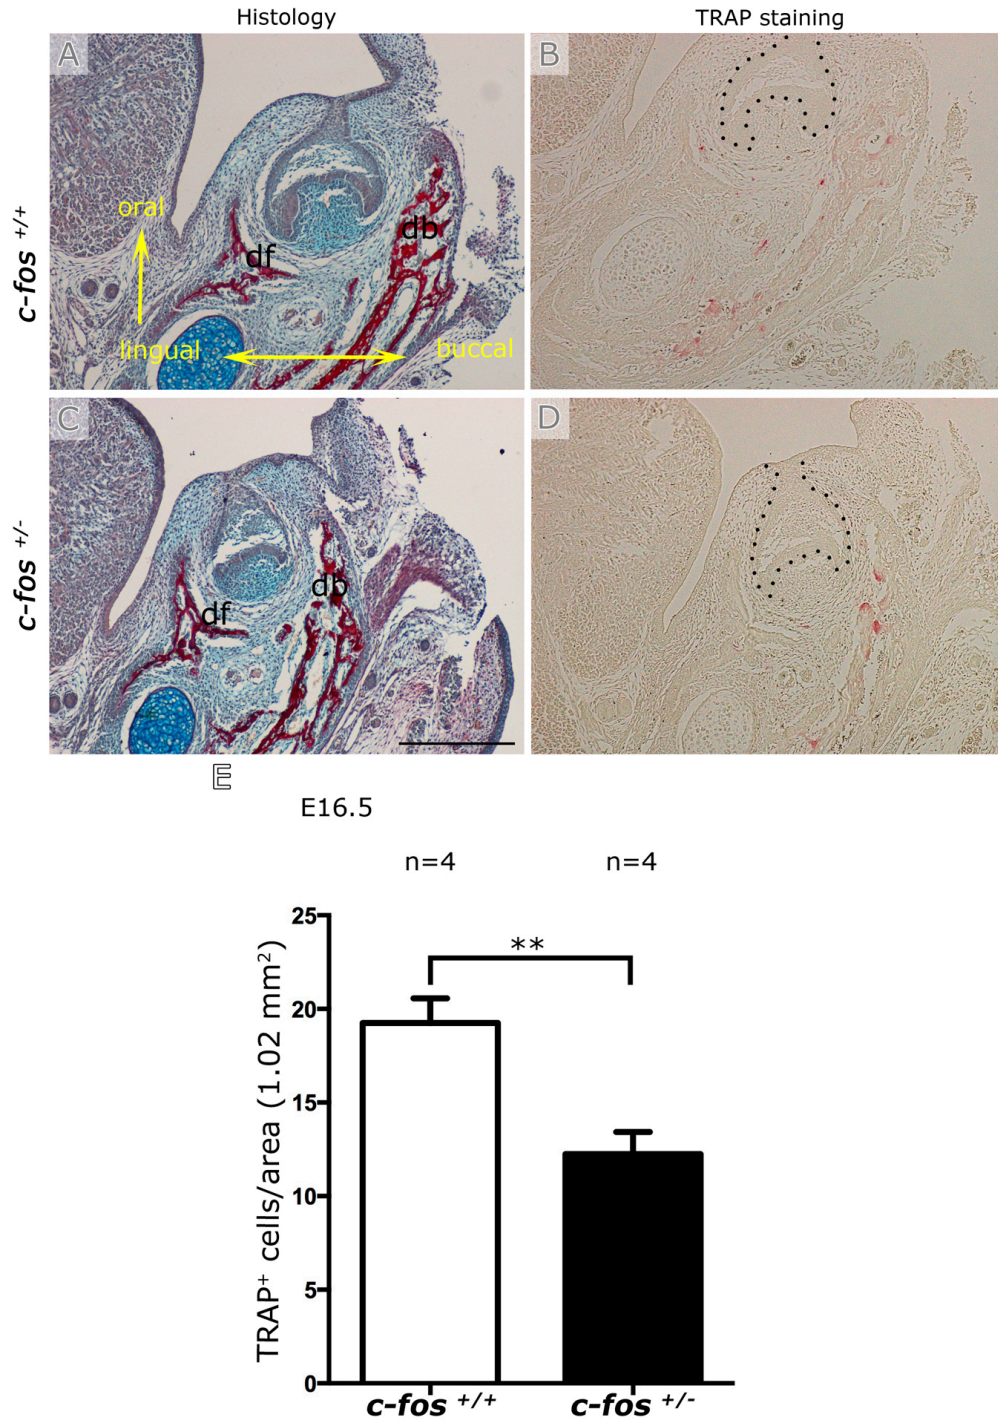 Histology TRAP staining
A B
c-fos +/+
oral
df
db
lingual
buccal
C D
c-fos +/-
df
db
E
E16.5
n=4 n=4
**
25
20
15
10
5
0
TRAP+ cells/area (1.02 mm2)
c-fos +/+ c-fos +/-